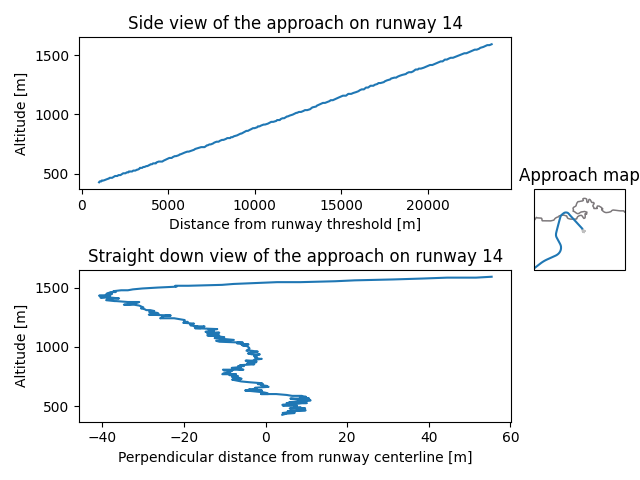 Side view of the approach on runway 14
1500
1000
500
Altitude [m]
0 5000 10000 15000 20000
Distance from runway threshold [m]
Approach map
Straight down view of the approach on runway 14
1500
1000
500
Altitude [m]
−40 −20 0 20 40 60
Perpendicular distance from runway centerline [m]